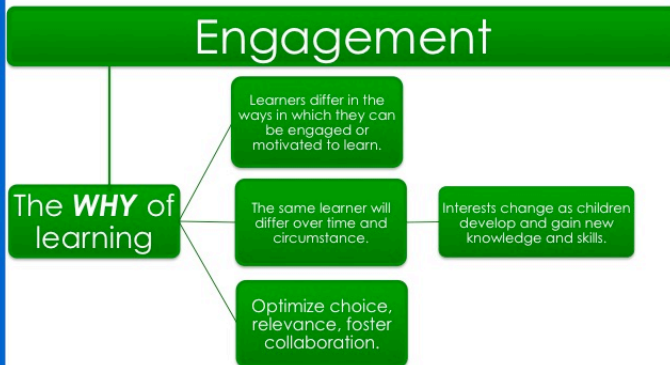 Engagement
Learners differ in the
ways in which they can
be engaged or
motivated to learn.
The WHY of
learning
The same learner will
differ over time and
circumstance.
Interests change as children
develop and gain new
knowledge and skills.
Optimize choice,
relevance, foster
collaboration.